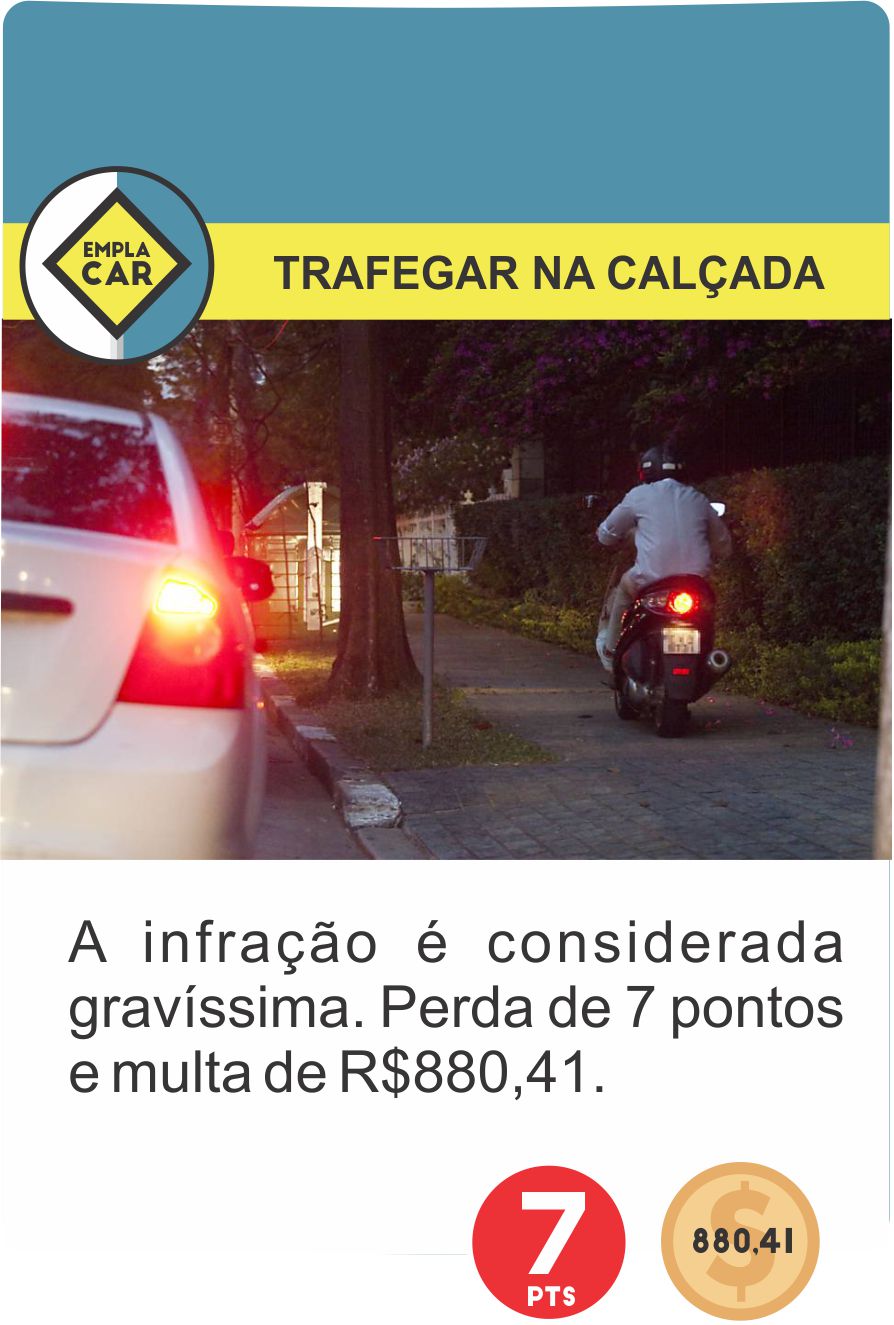 EMPLA
CAR
TRAFEGAR NA CALÇADA
A infração é considerada
gravíssima. Perda de 7 pontos
e multa de R$880,41.
7
PTS
$
880,41